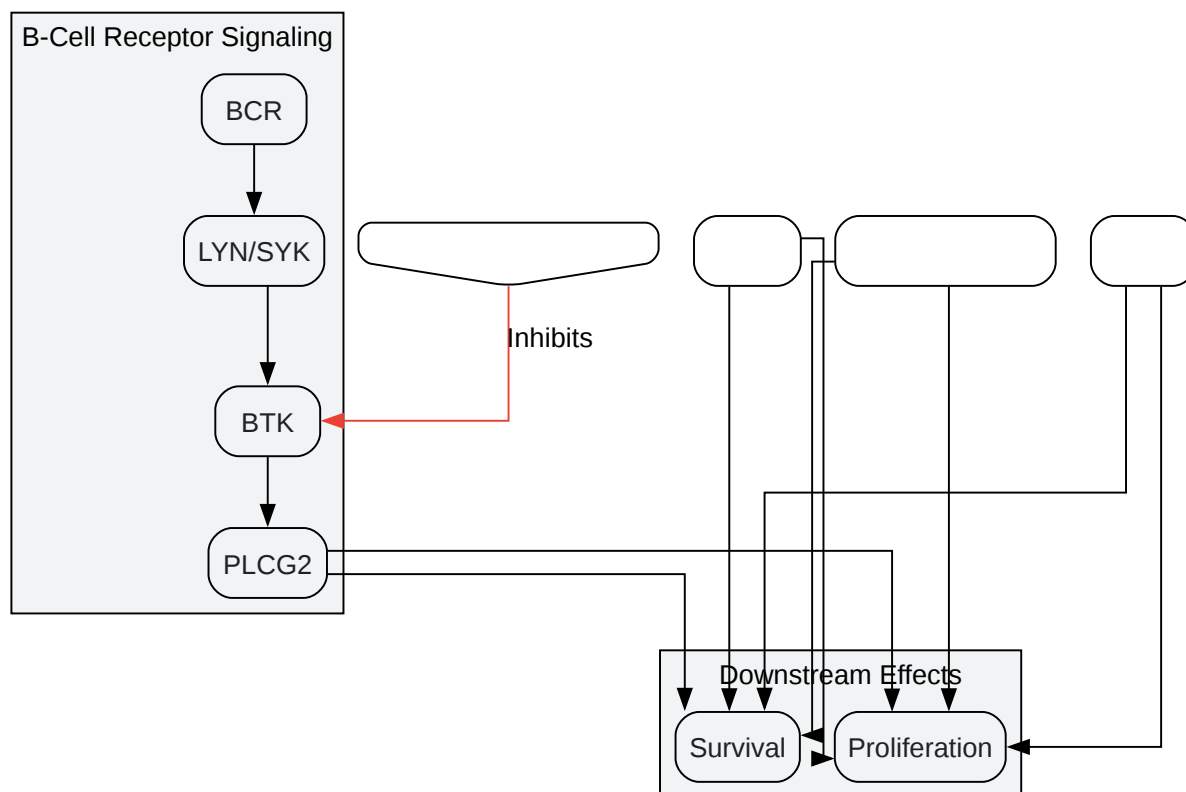 B-Cell Receptor Signaling
BCR
LYN/SYK
Inhibits
BTK
PLCG2
Downstream Effects
Survival
Proliferation